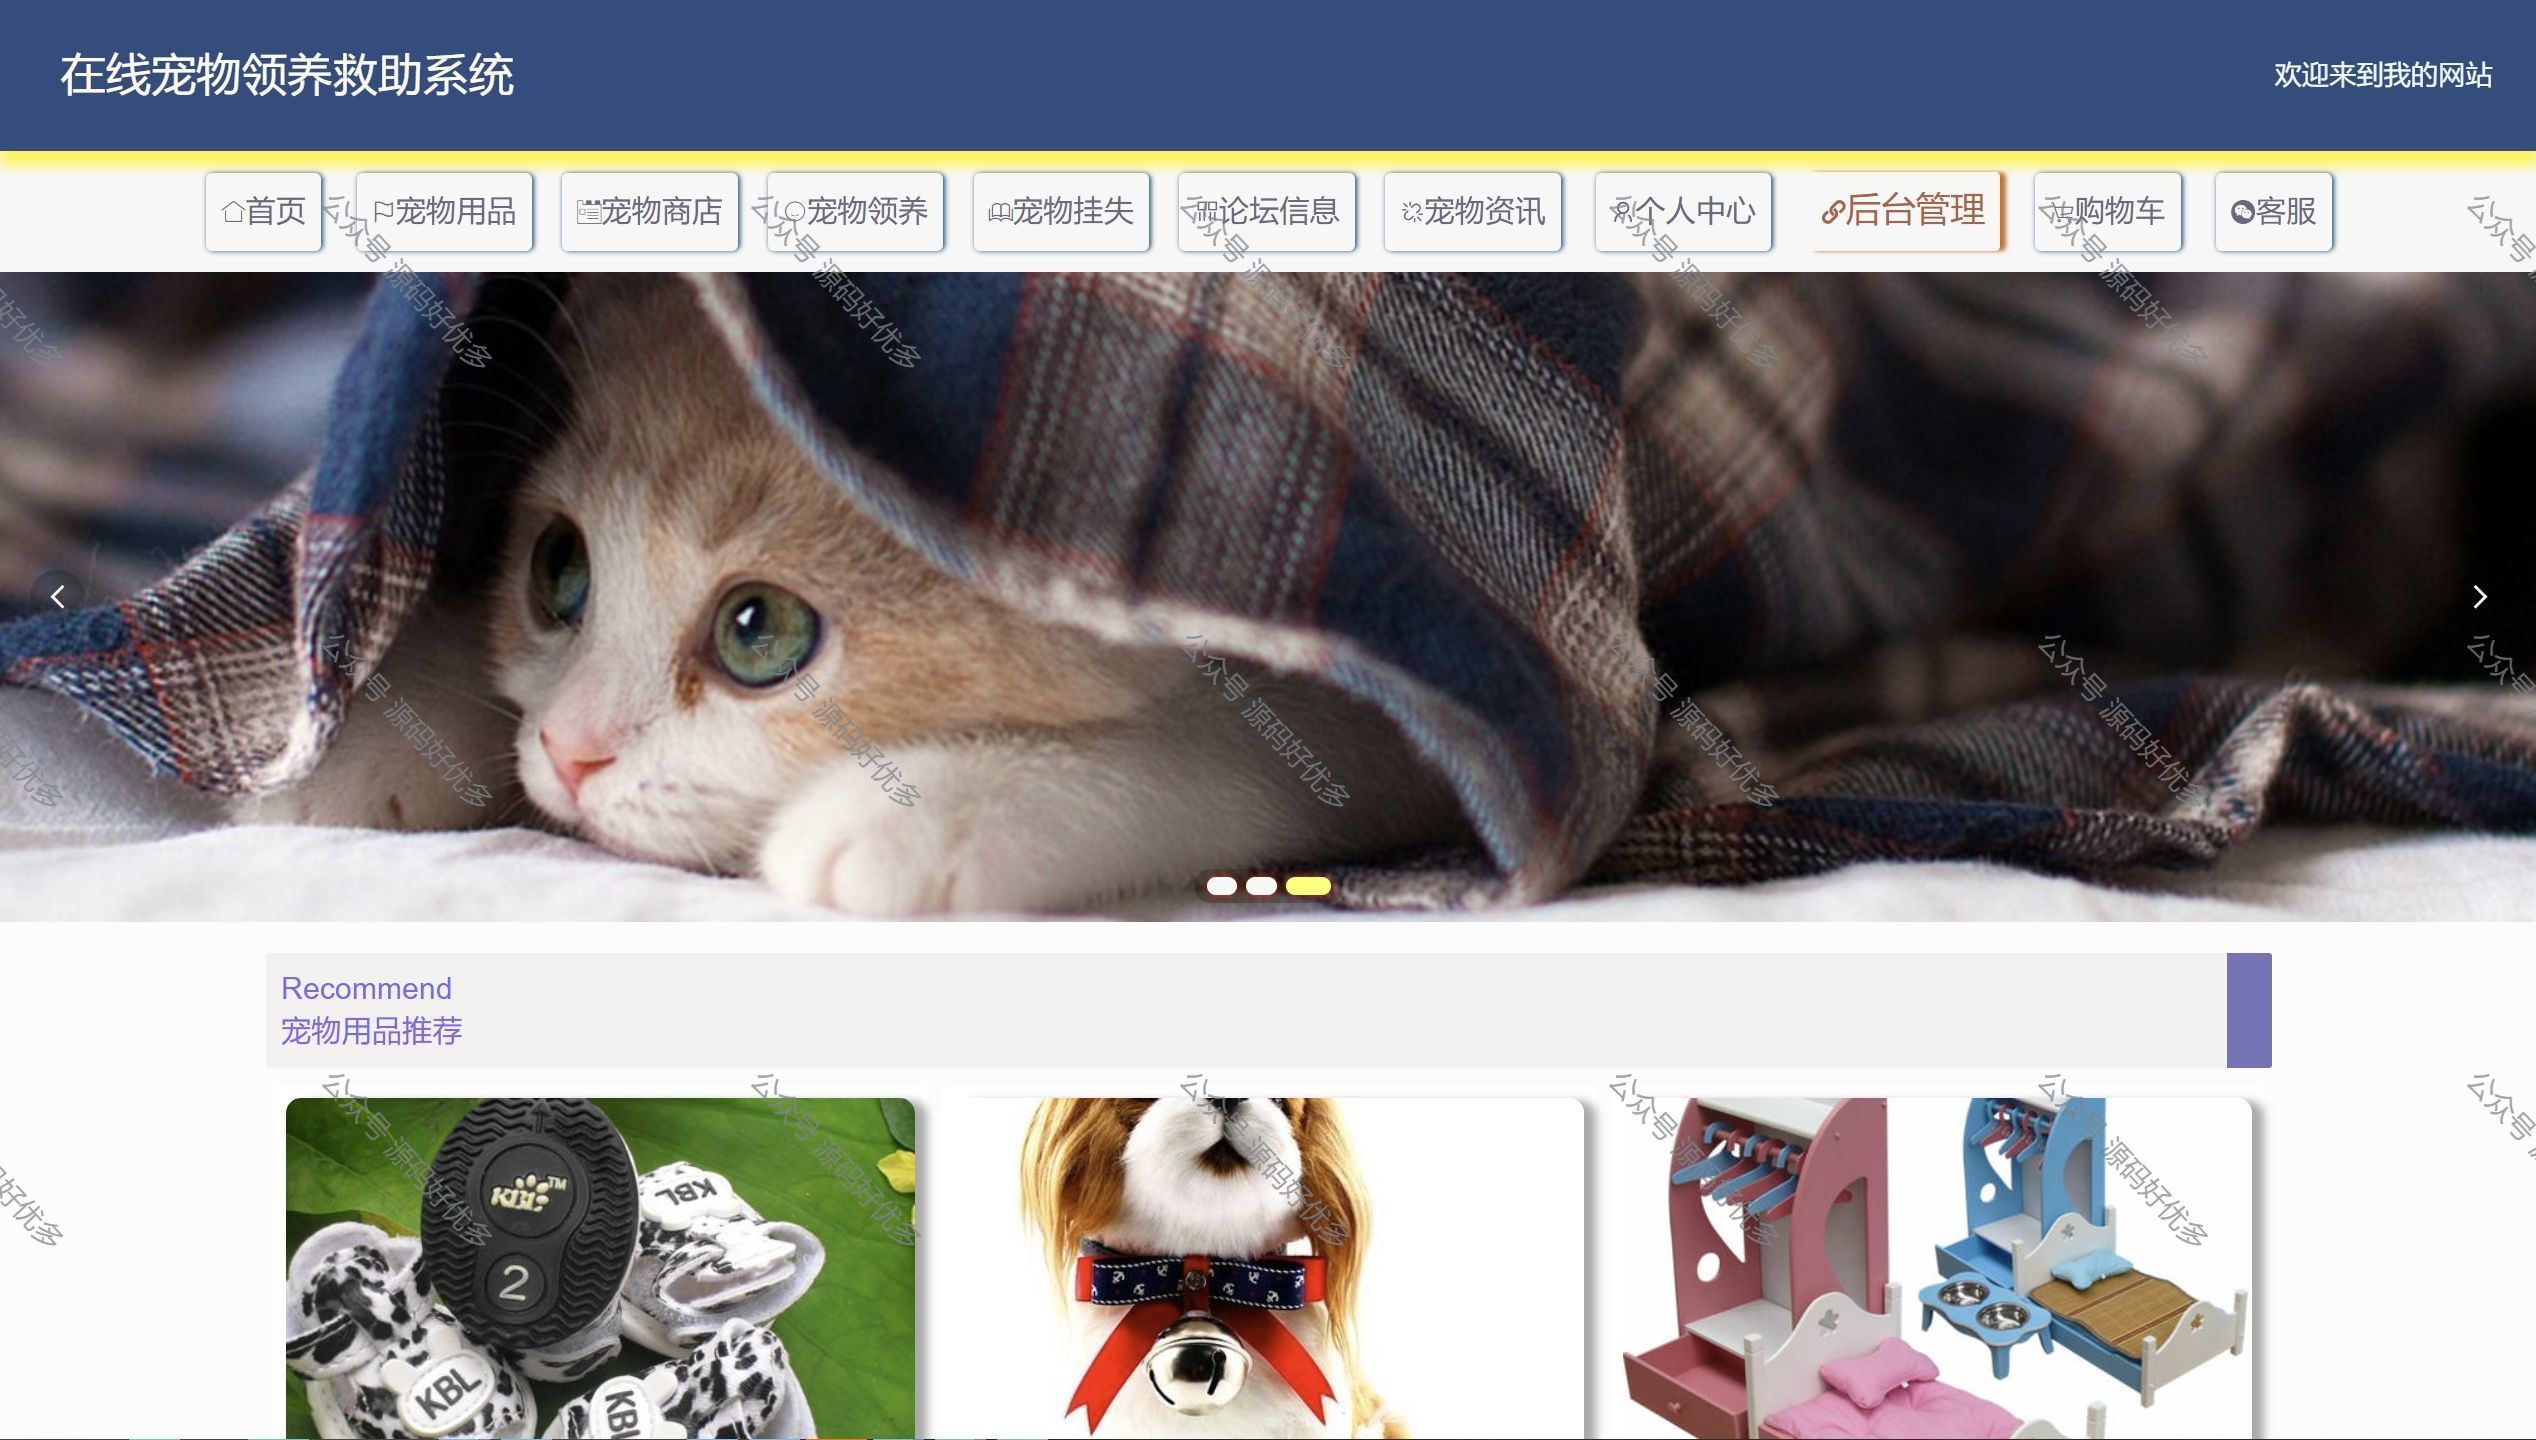 在线宠物领养救助系统
欢迎来到我的网站
首页
宠物用品
宠物商店
宠物领养
宠物挂失
论坛信息
宠物资讯
个人中心
后台管理
购物车
客服
公众号 源码好优多
Recommend
宠物用品推荐
KBL™
2
KBL
KBL
KBL